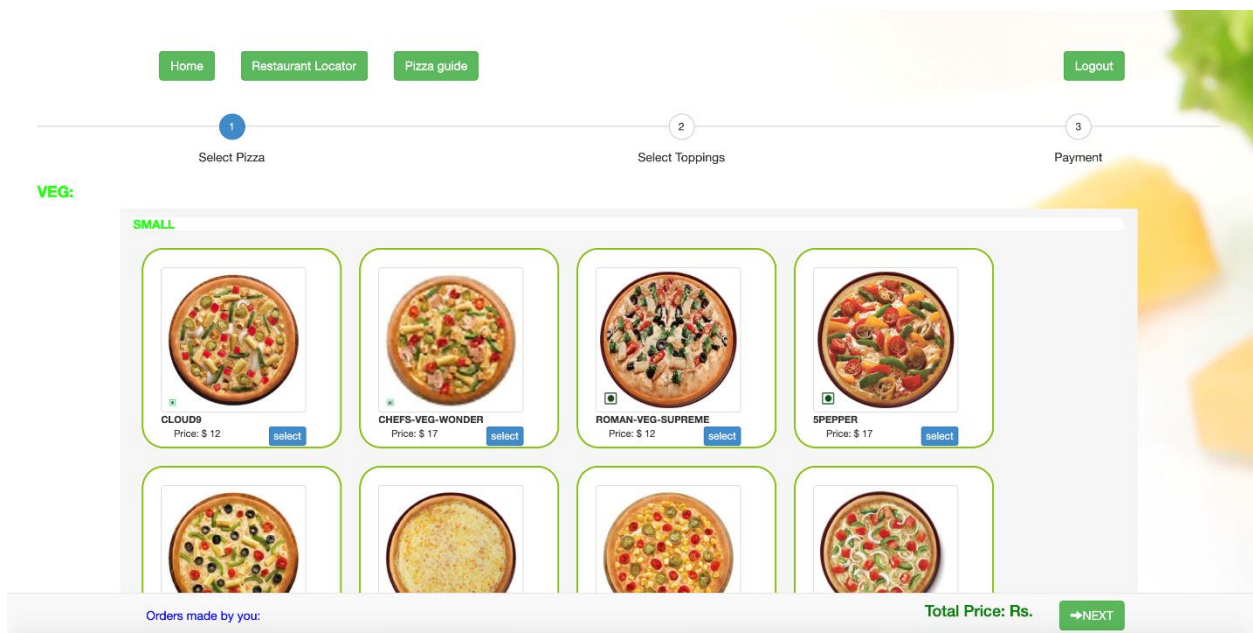 Home Restaurant Locator Pizza guide Logout
1 2 3
Select Pizza Select Toppings Payment
VEG:
SMALL
CLOUD9 CHEFS-VEG-WONDER ROMAN-VEG-SUPREME 5PEPPER
Price: $ 12 select Price: $ 17 select Price: $ 12 select Price: $ 17 select
Orders made by you: Total Price: Rs. ➔NEXT